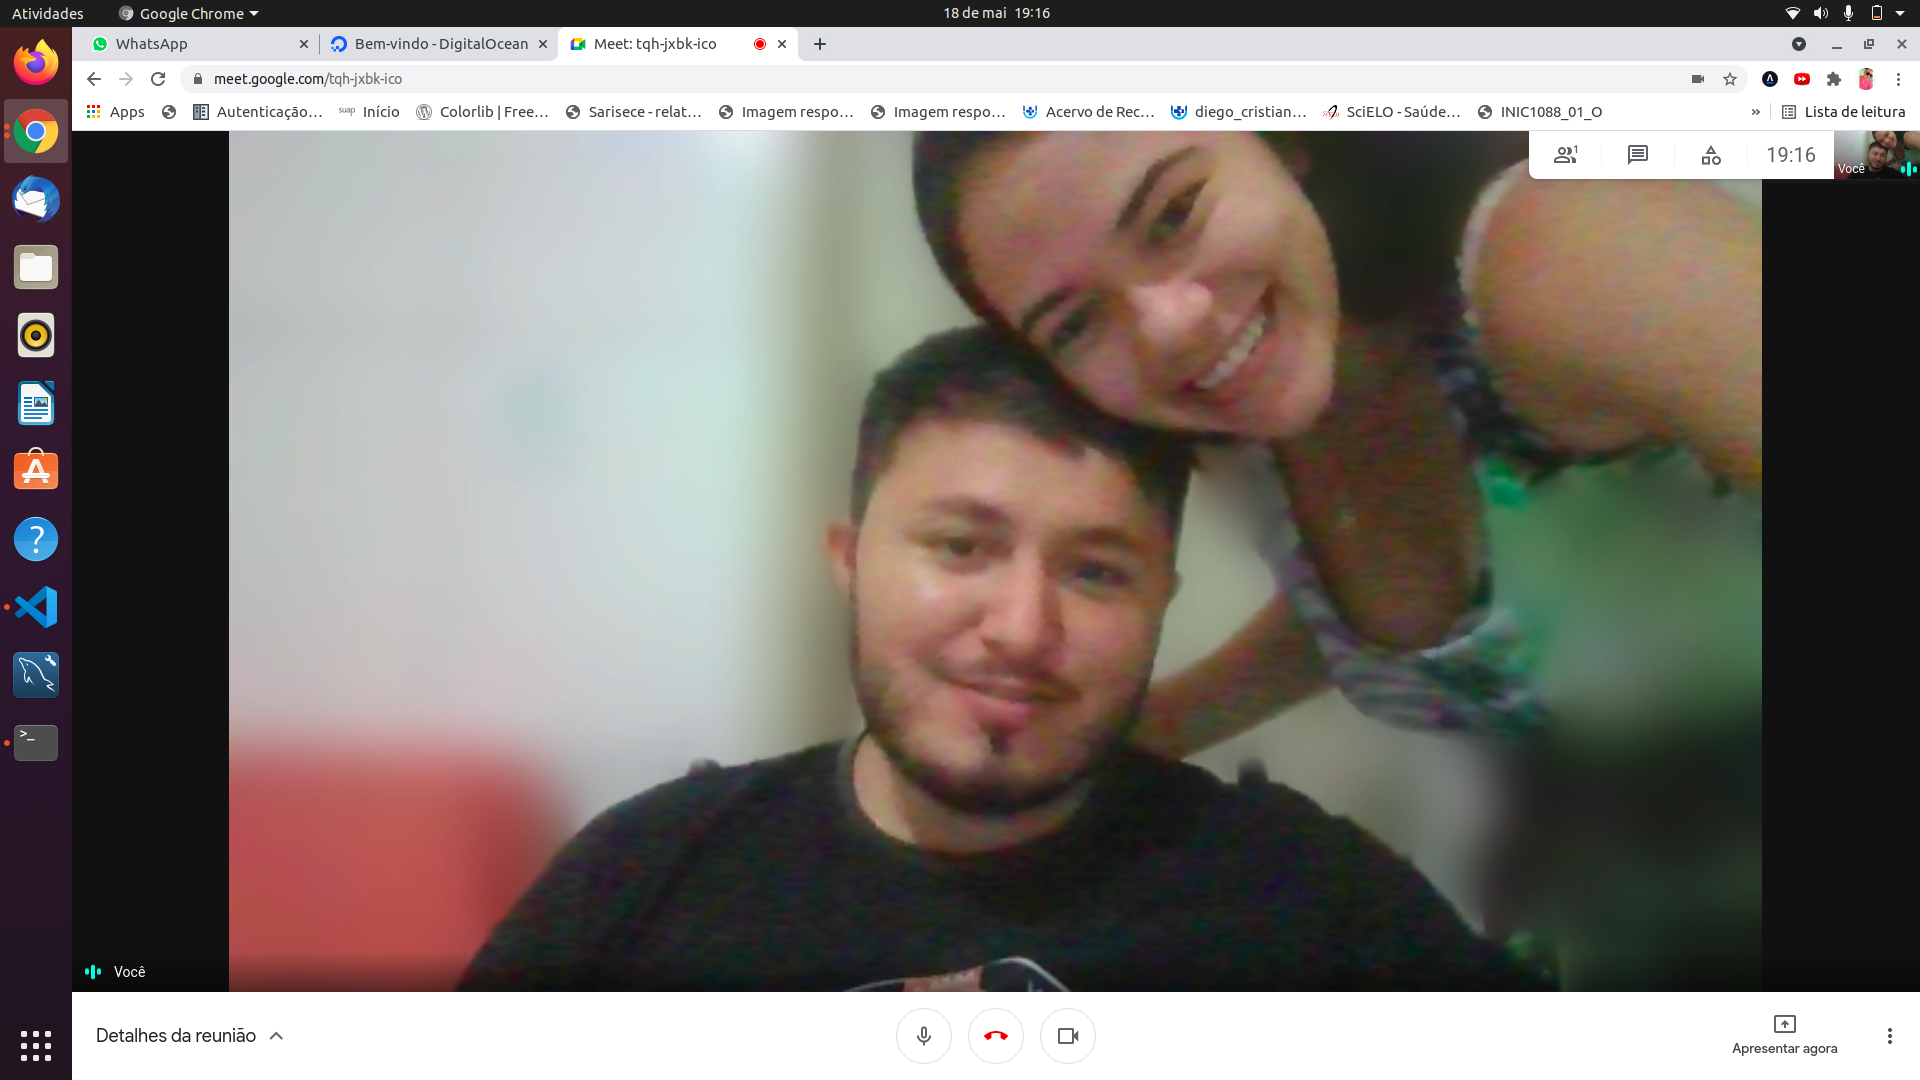 Atividades
Google Chrome
18 de mai 19:16
WhatsApp
Bem-vindo - DigitalOcean
Meet: tqh-jxbk-ico
meet.google.com/tqh-jxbk-ico
Apps
Autenticação…
suap Início
Colorlib | Free…
Sarisece - relat…
Imagem respo…
Imagem respo…
Acervo de Rec…
diego_cristian…
SciELO - Saúde…
INIC1088_01_O
»
Lista de leitura
1
19:16
Você
Você
Detalhes da reunião
Apresentar agora